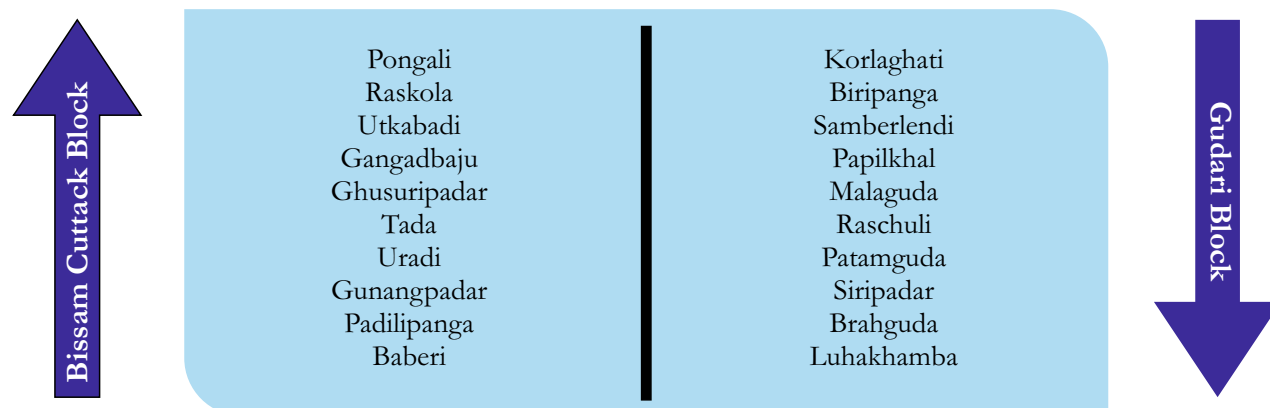 Bissam Cuttack Block
Pongali
Raskola
Utkabadi
Gangadbaju
Ghusuripadar
Tada
Uradi
Gunangpadar
Padilipanga
Baberi
Korlaghati
Biripanga
Samberlendi
Papilkhal
Malaguda
Raschuli
Patamguda
Siripadar
Brahguda
Luhakhamba
Gudari Block